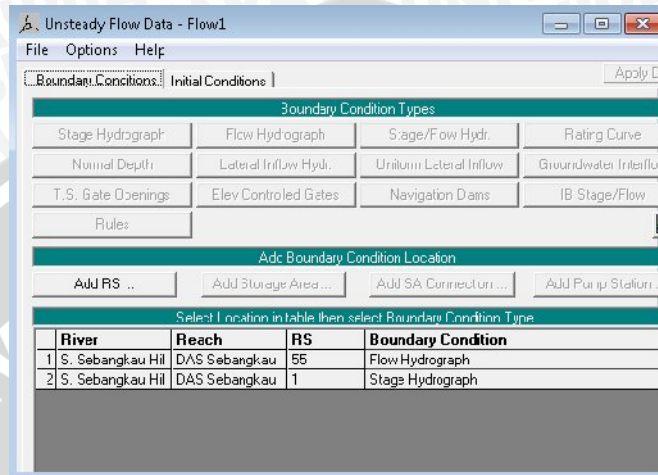 Unsteady Flow Data - Flow1
File Options Help
Boundary Conditions Initial Conditions Apply D
Boundary Condition Types
Stage Hydrograph Flow Hydrograph Stage/Flow Hydr. Rating Curve
Normal Depth Lateral Inflow Hydr. Uniform Lateral Inflow Groundwater Interflo
T.S. Gate Openings Elev Controled Gates Navigation Dams IB Stage/Flow
Rules
Add Boundary Condition Location
Add RS ... Add Storage Area ... Add SA Connection ... Add Pump Station .
Select Location in table then select Boundary Condition Type
River Reach RS Boundary Condition
1 S. Sebangkau Hil DAS Sebangkau 55 Flow Hydrograph
2 S. Sebangkau Hil DAS Sebangkau 1 Stage Hydrograph